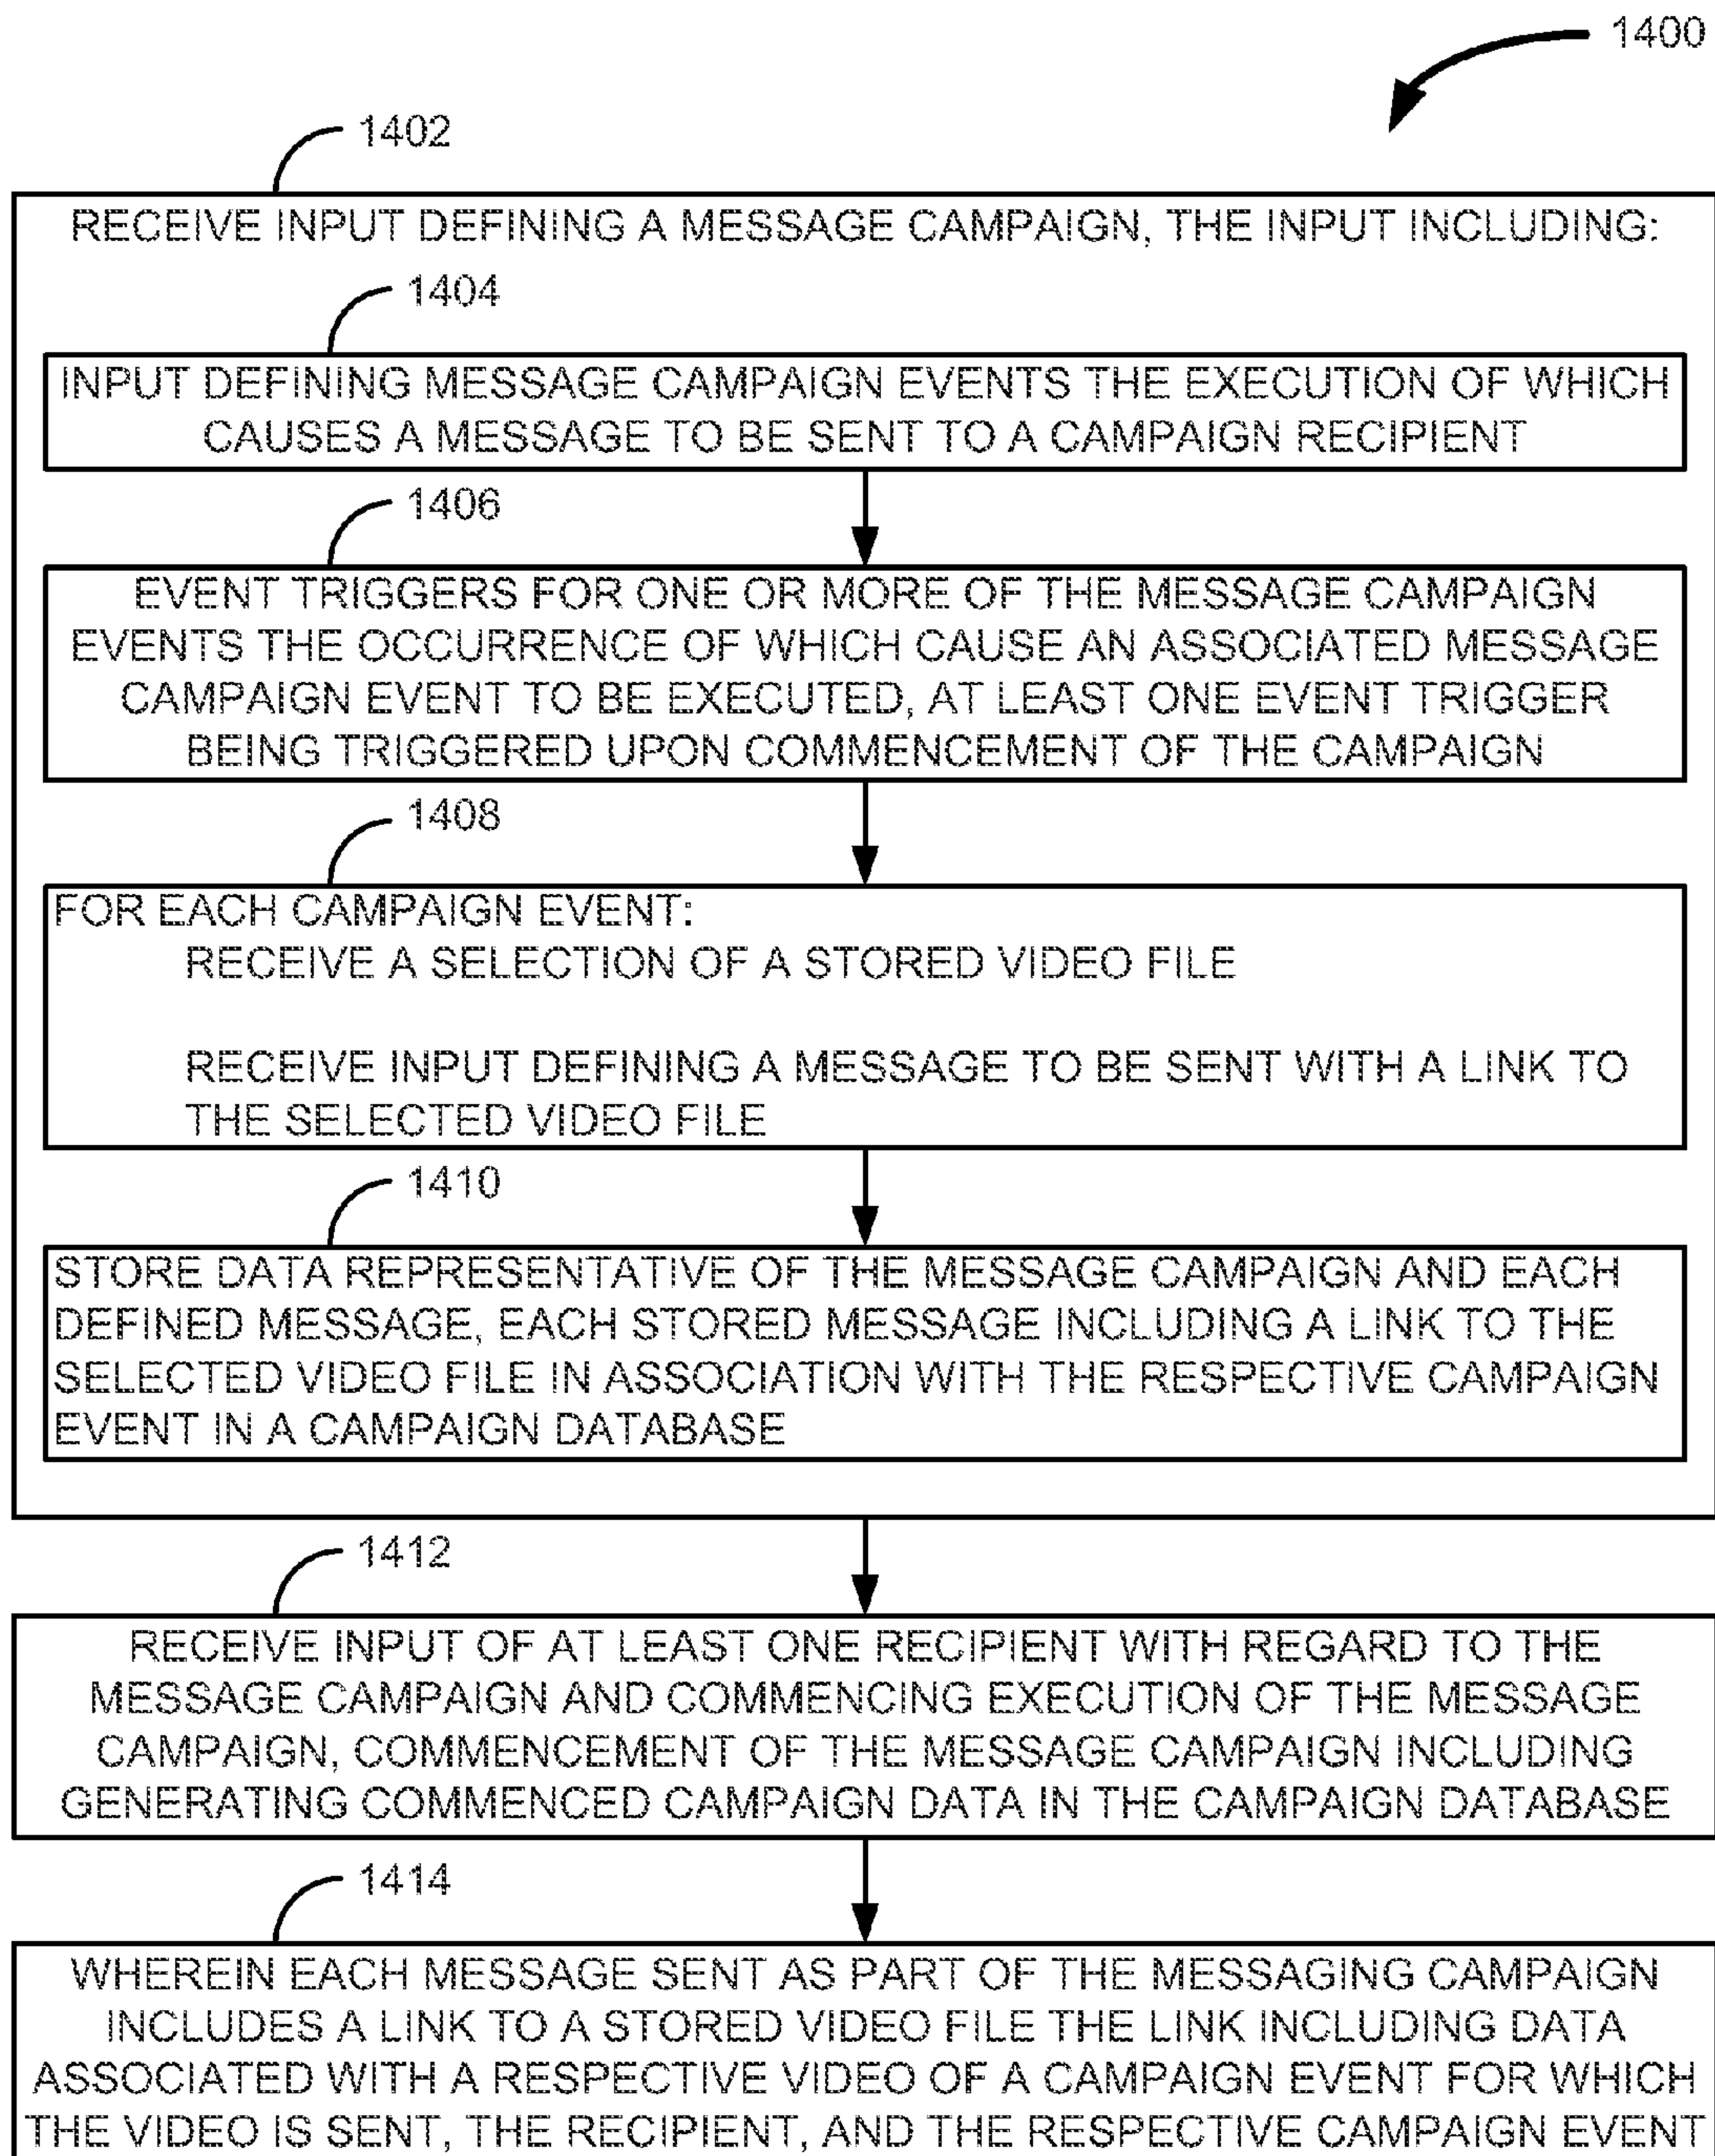 1400
1402
RECEIVE INPUT DEFINING A MESSAGE CAMPAIGN, THE INPUT INCLUDING:
1404
INPUT DEFINING MESSAGE CAMPAIGN EVENTS THE EXECUTION OF WHICH
CAUSES A MESSAGE TO BE SENT TO A CAMPAIGN RECIPIENT
1406
EVENT TRIGGERS FOR ONE OR MORE OF THE MESSAGE CAMPAIGN
EVENTS THE OCCURRENCE OF WHICH CAUSE AN ASSOCIATED MESSAGE
CAMPAIGN EVENT TO BE EXECUTED, AT LEAST ONE EVENT TRIGGER
BEING TRIGGERED UPON COMMENCEMENT OF THE CAMPAIGN
1408
FOR EACH CAMPAIGN EVENT:
RECEIVE A SELECTION OF A STORED VIDEO FILE
RECEIVE INPUT DEFINING A MESSAGE TO BE SENT WITH A LINK TO
THE SELECTED VIDEO FILE
1410
STORE DATA REPRESENTATIVE OF THE MESSAGE CAMPAIGN AND EACH
DEFINED MESSAGE, EACH STORED MESSAGE INCLUDING A LINK TO THE
SELECTED VIDEO FILE IN ASSOCIATION WITH THE RESPECTIVE CAMPAIGN
EVENT IN A CAMPAIGN DATABASE
1412
RECEIVE INPUT OF AT LEAST ONE RECIPIENT WITH REGARD TO THE
MESSAGE CAMPAIGN AND COMMENCING EXECUTION OF THE MESSAGE
CAMPAIGN, COMMENCEMENT OF THE MESSAGE CAMPAIGN INCLUDING
GENERATING COMMENCED CAMPAIGN DATA IN THE CAMPAIGN DATABASE
1414
WHEREIN EACH MESSAGE SENT AS PART OF THE MESSAGING CAMPAIGN
INCLUDES A LINK TO A STORED VIDEO FILE THE LINK INCLUDING DATA
ASSOCIATED WITH A RESPECTIVE VIDEO OF A CAMPAIGN EVENT FOR WHICH
THE VIDEO IS SENT, THE RECIPIENT, AND THE RESPECTIVE CAMPAIGN EVENT